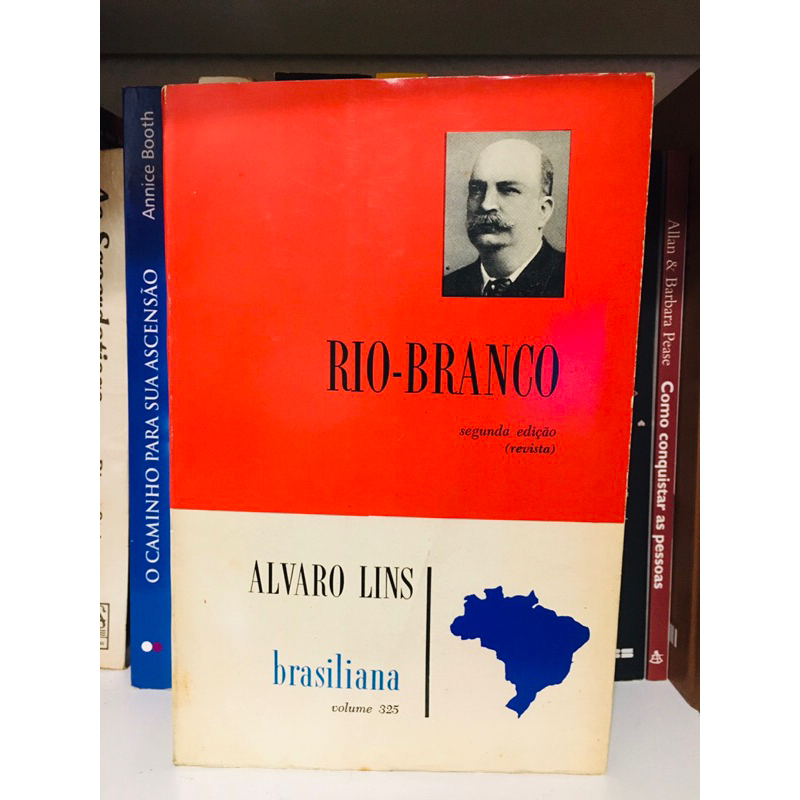 RIO-BRANCO
segunda edição
(revista)
ALVARO LINS
brasiliana
volume 325
O CAMINHO PARA SUA ASCENSÃO Annice Booth
Allan & Barbara Pease Como conquistar as pessoas